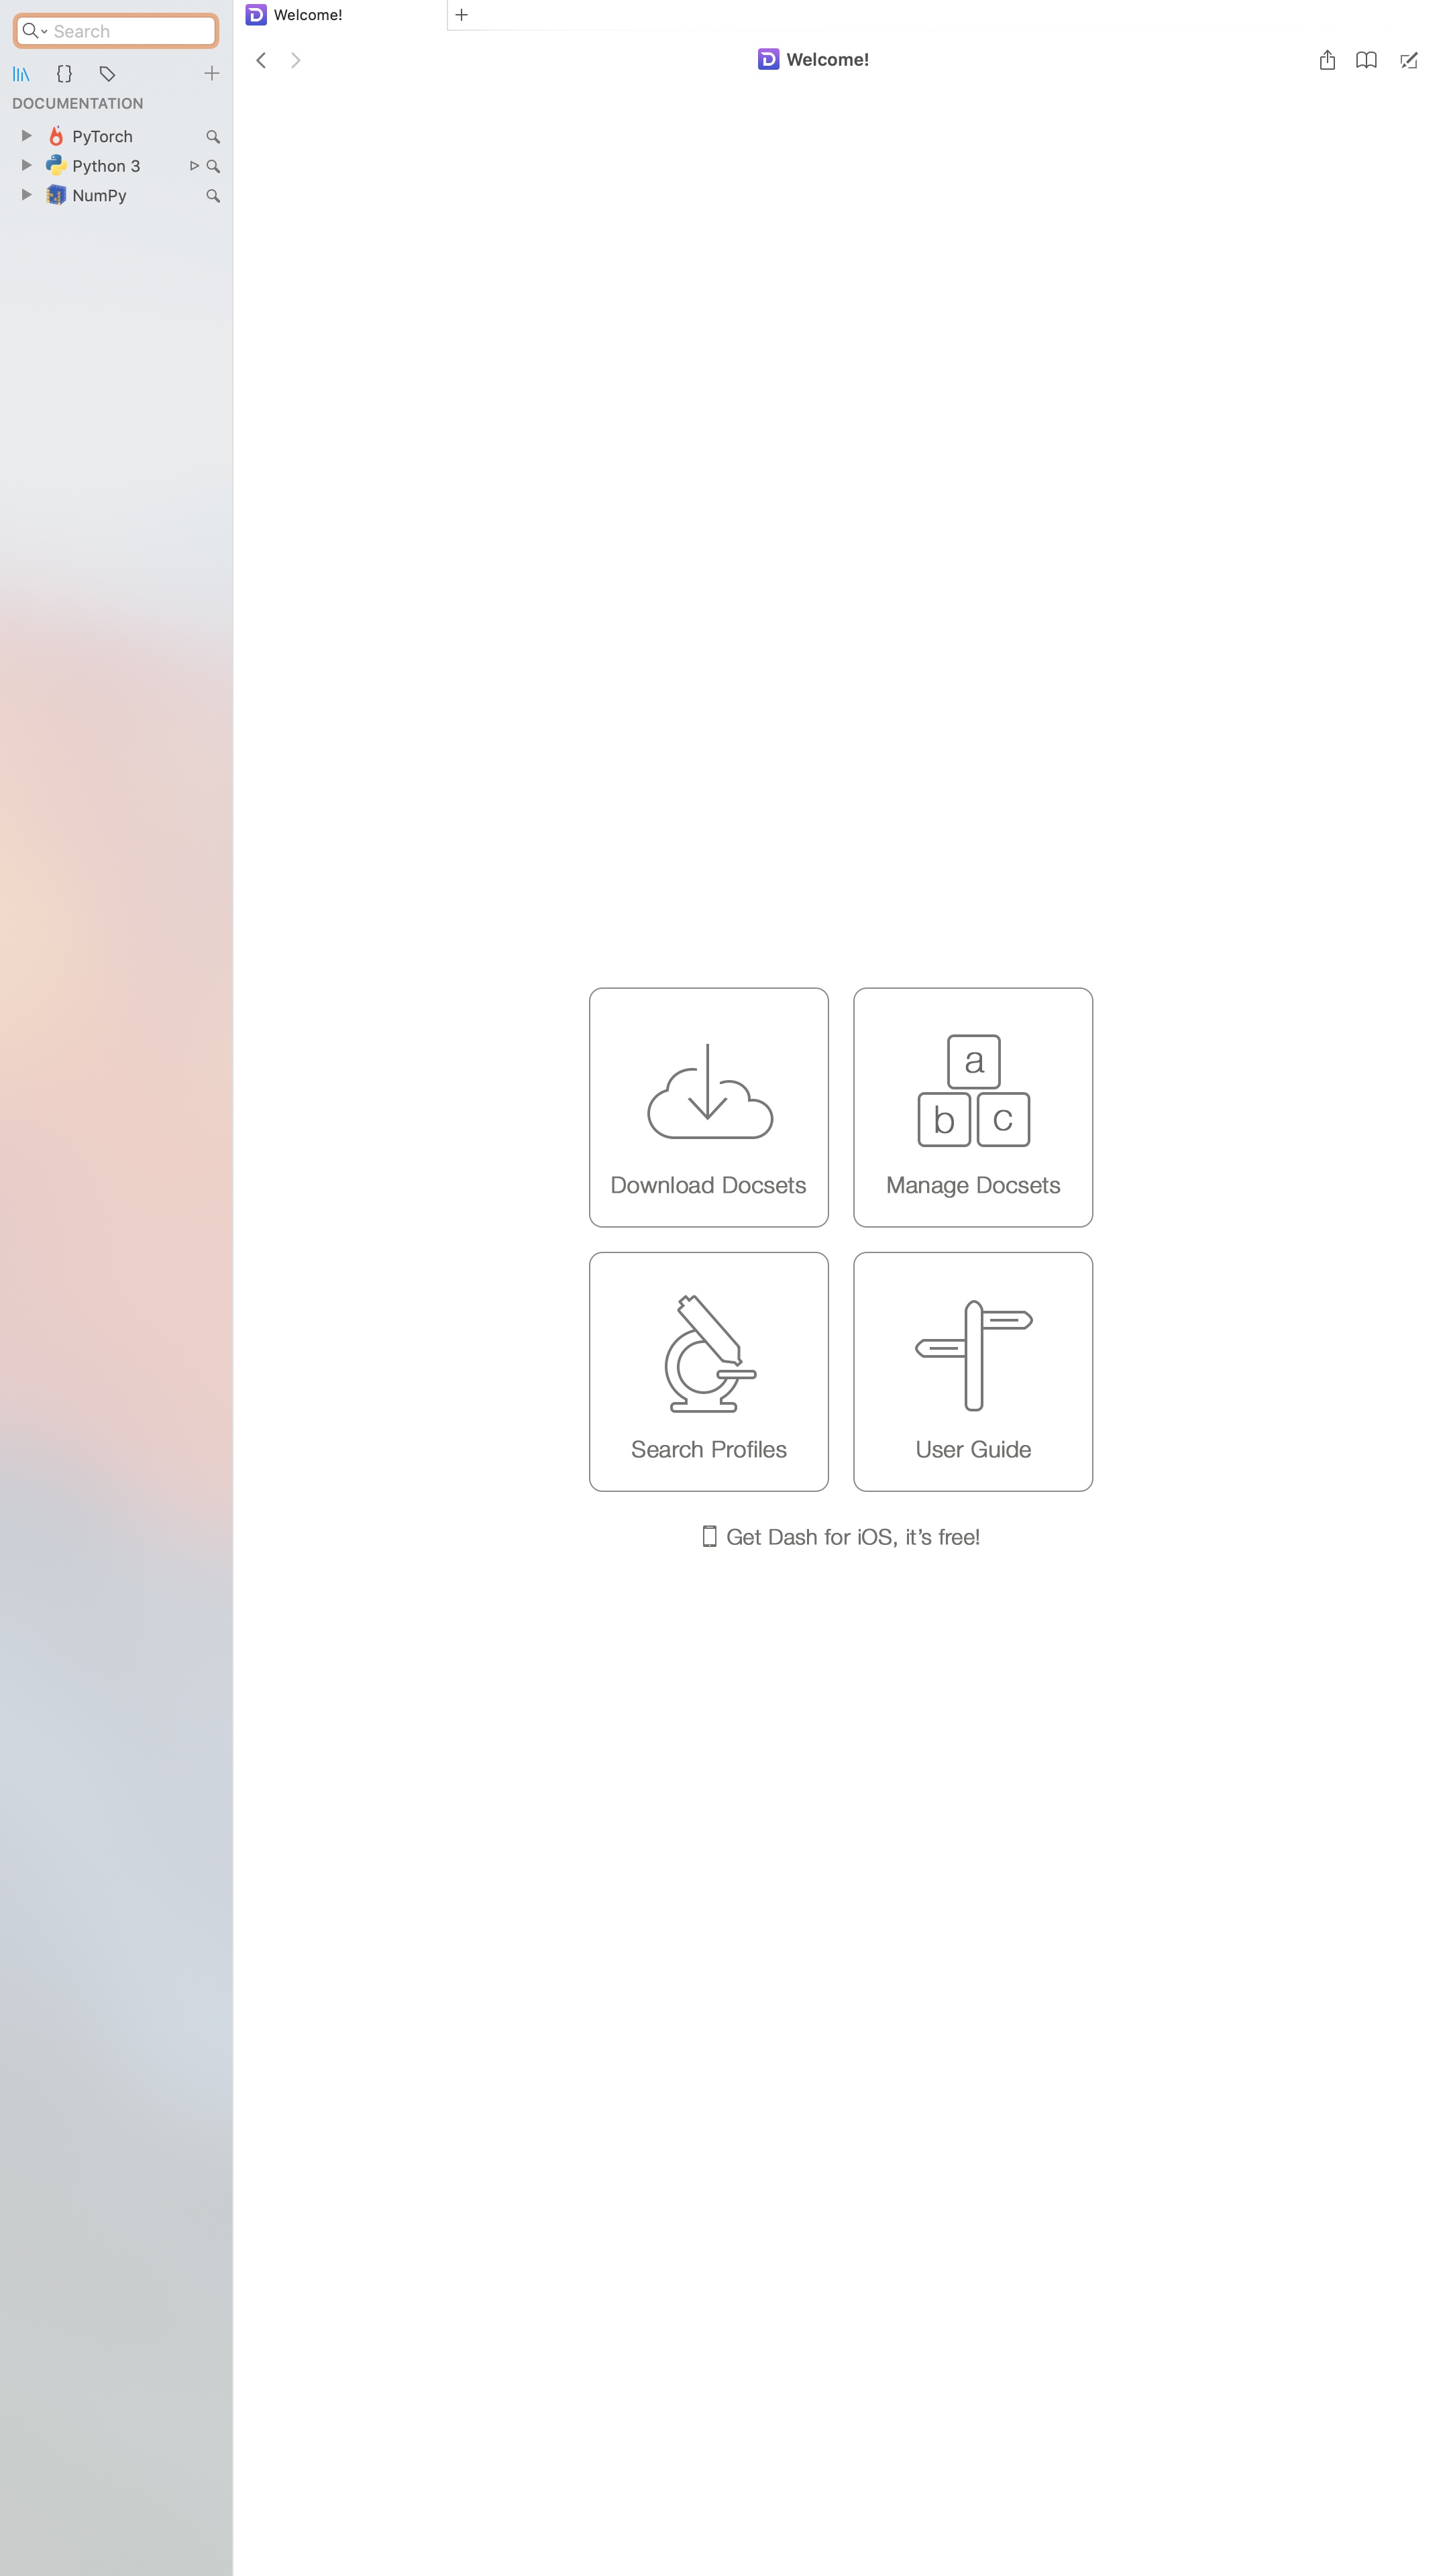 Search
Welcome!
Welcome!
DOCUMENTATION
PyTorch
Python 3
NumPy
a
b c
Download Docsets
Manage Docsets
Search Profiles
User Guide
Get Dash for iOS, it's free!